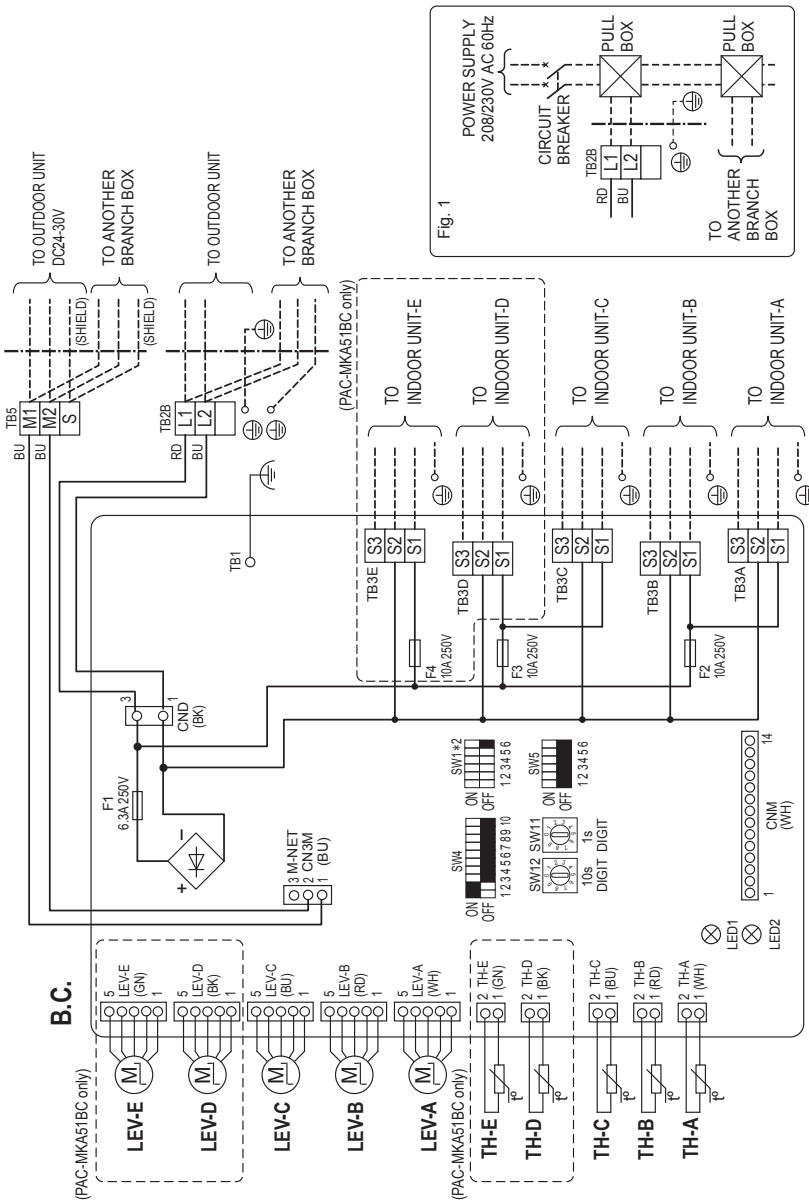 B.C.
(PAC-MKA51BC only)
LEV-E
LEV-D
LEV-C
LEV-B
LEV-A
5
LEV-E
(GN)
1
5
LEV-D
(BK)
1
5
LEV-C
(BU)
1
5
LEV-B
(RD)
1
5
LEV-A
(WH)
1
(PAC-MKA51BC only)
TH-E
TH-D
TH-C
TH-B
TH-A
2 TH-E
1 (GN)
2 TH-D
1 (BK)
2 TH-C
1 (BU)
2 TH-B
1 (RD)
2 TH-A
1 (WH)
t°
t°
t°
t°
t°
M
M
M
M
M
F1
6.3A 250V
+
−
3
1
CND
(BK)
3 M-NET
2 CN3M
1 (BU)
SW4
ON
OFF
1 2 3 4 5 6 7 8 9 10
SW1*2
ON
OFF
1 2 3 4 5 6
SW5
ON
OFF
1 2 3 4 5 6
SW12
10s
DIGIT
SW11
1s
DIGIT
LED1
LED2
1
14
CNM
(WH)
TB1
BU
BU
TB5
M1
M2
S
TO OUTDOOR UNIT
DC24-30V
(SHIELD)
TO ANOTHER
BRANCH BOX
(SHIELD)
RD
BU
TB2B
L1
L2
TO OUTDOOR UNIT
TO ANOTHER
BRANCH BOX
(PAC-MKA51BC only)
F4
10A 250V
TB3E
S3
S2
S1
TO
INDOOR UNIT-E
F3
10A 250V
TB3D
S3
S2
S1
TO
INDOOR UNIT-D
TB3C
S3
S2
S1
TO
INDOOR UNIT-C
F2
10A 250V
TB3B
S3
S2
S1
TO
INDOOR UNIT-B
TB3A
S3
S2
S1
TO
INDOOR UNIT-A
Fig. 1
POWER SUPPLY
208/230V AC 60Hz
CIRCUIT
BREAKER
PULL
BOX
PULL
BOX
TB2B
RD
BU
L1
L2
TO
ANOTHER
BRANCH
BOX